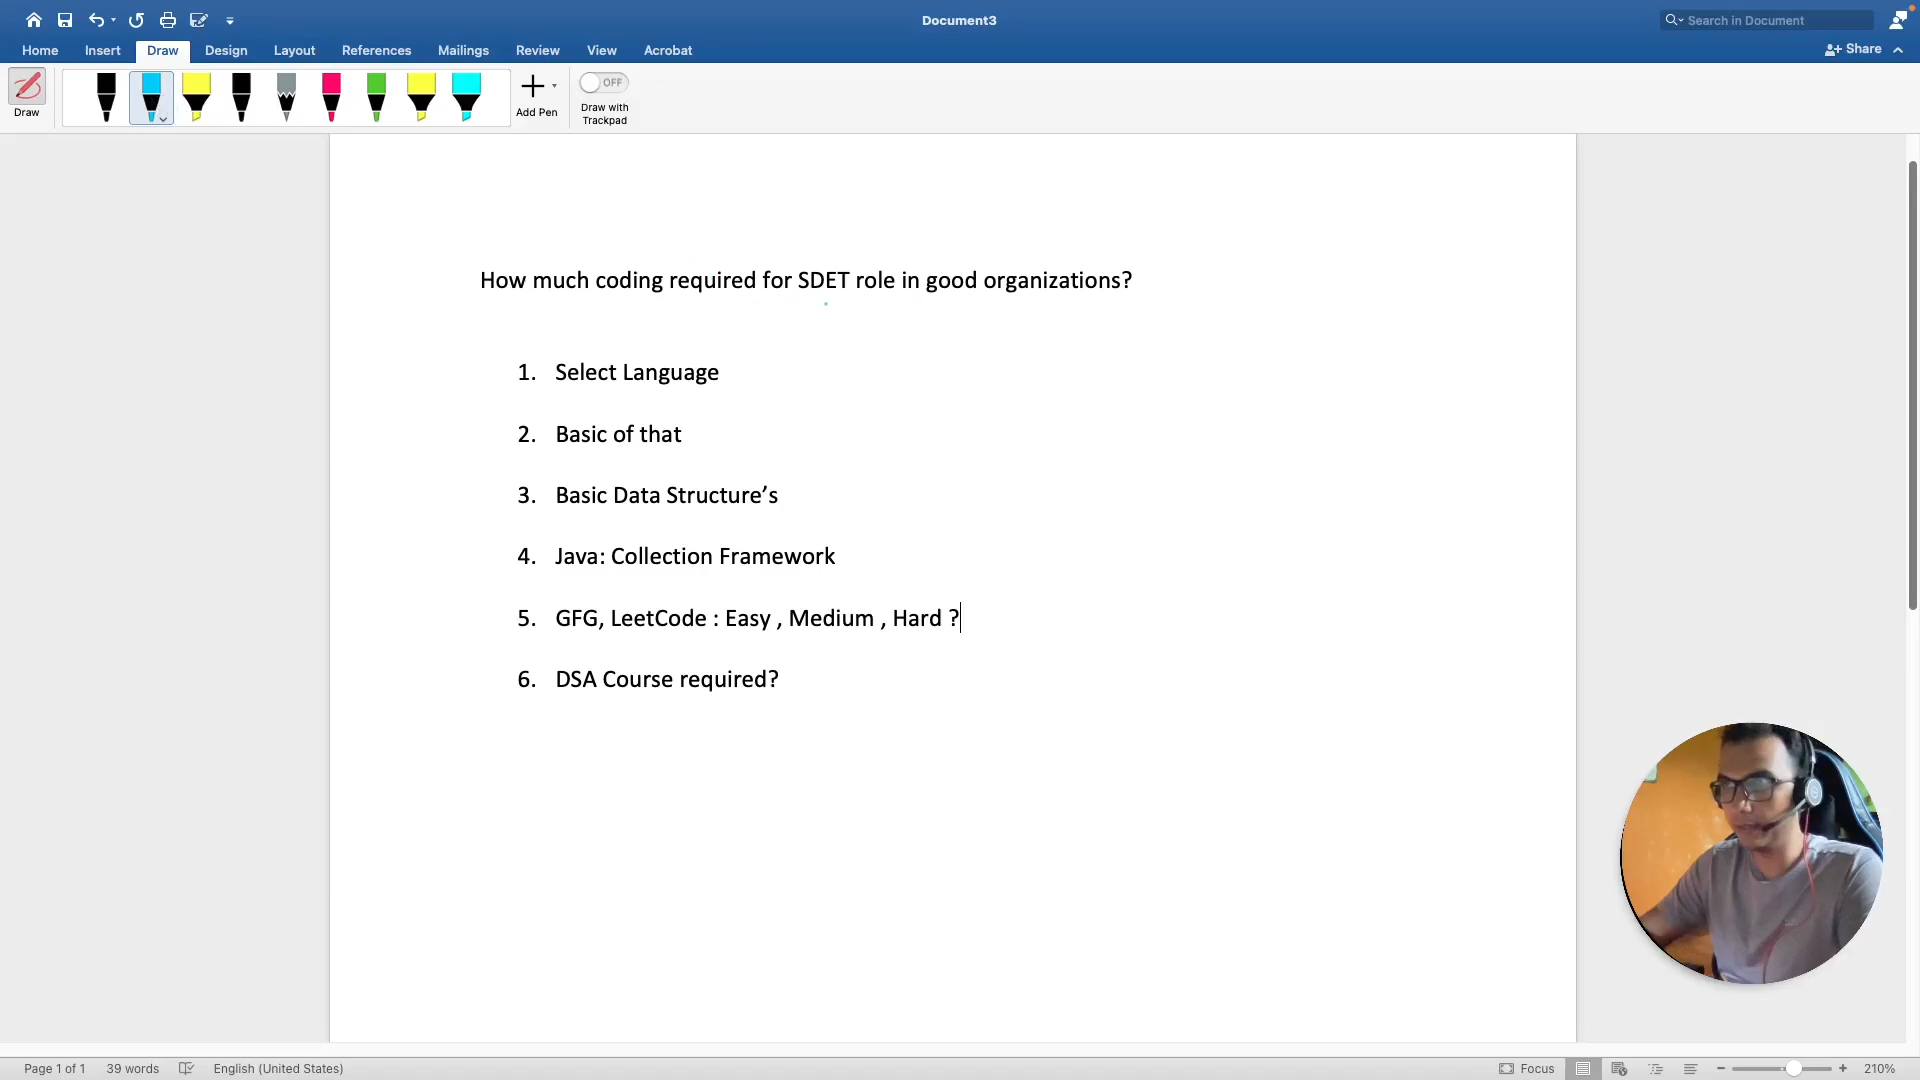 Document3
Search in Document
Home Insert Draw Design Layout References Mailings Review View Acrobat
Share
Draw
Add Pen
OFF
Draw with
Trackpad
How much coding required for SDET role in good organizations?
1. Select Language
2. Basic of that
3. Basic Data Structure’s
4. Java: Collection Framework
5. GFG, LeetCode : Easy , Medium , Hard ?
6. DSA Course required?
Page 1 of 1 39 words English (United States) Focus 210%